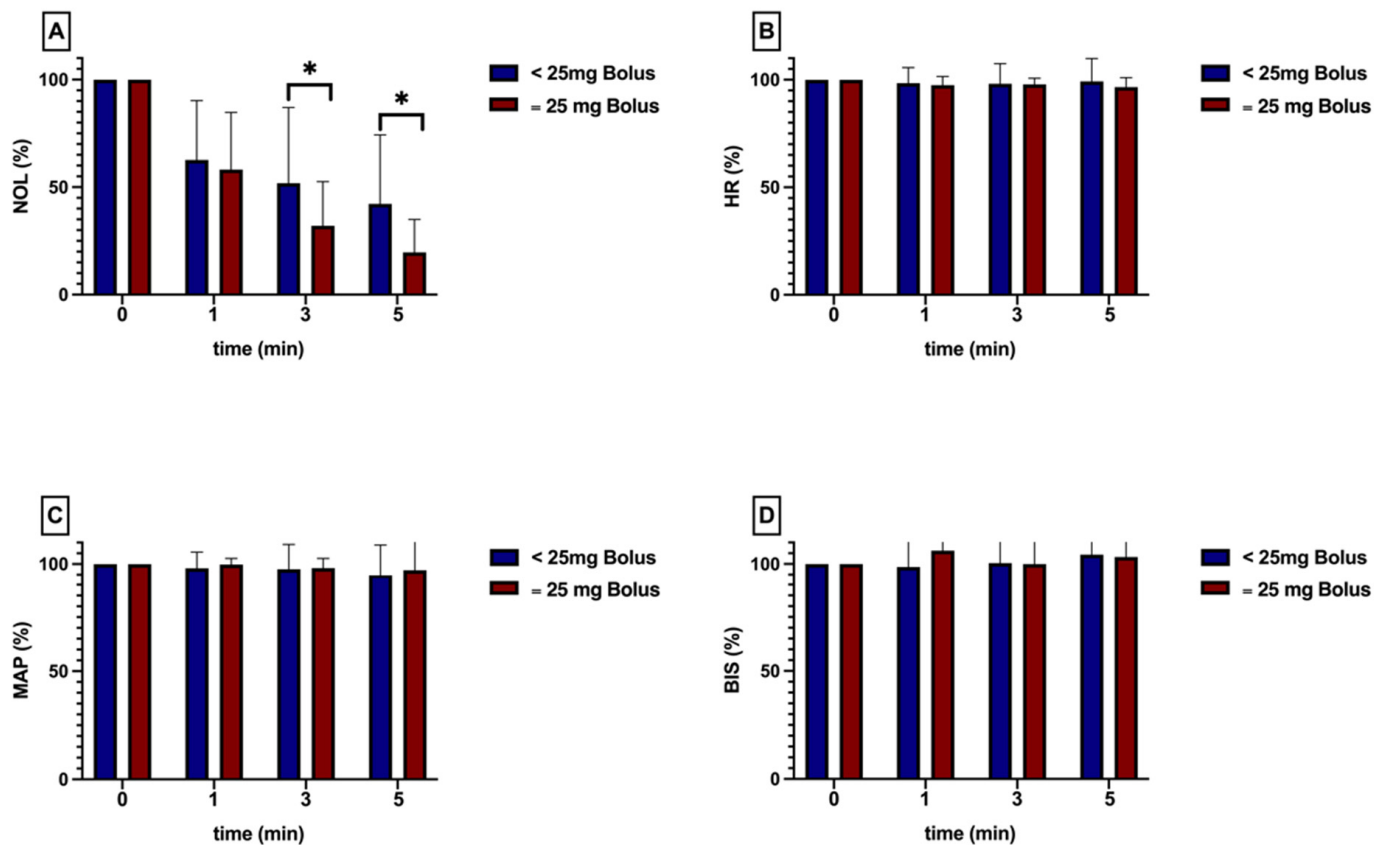 A
NOL (%)
100
50
0
*
*
0 1 3 5
time (min)
< 25mg Bolus
= 25 mg Bolus
B
HR (%)
100
50
0
0 1 3 5
time (min)
< 25mg Bolus
= 25 mg Bolus
C
MAP (%)
100
50
0
0 1 3 5
time (min)
< 25mg Bolus
= 25 mg Bolus
D
BIS (%)
100
50
0
0 1 3 5
time (min)
< 25mg Bolus
= 25 mg Bolus